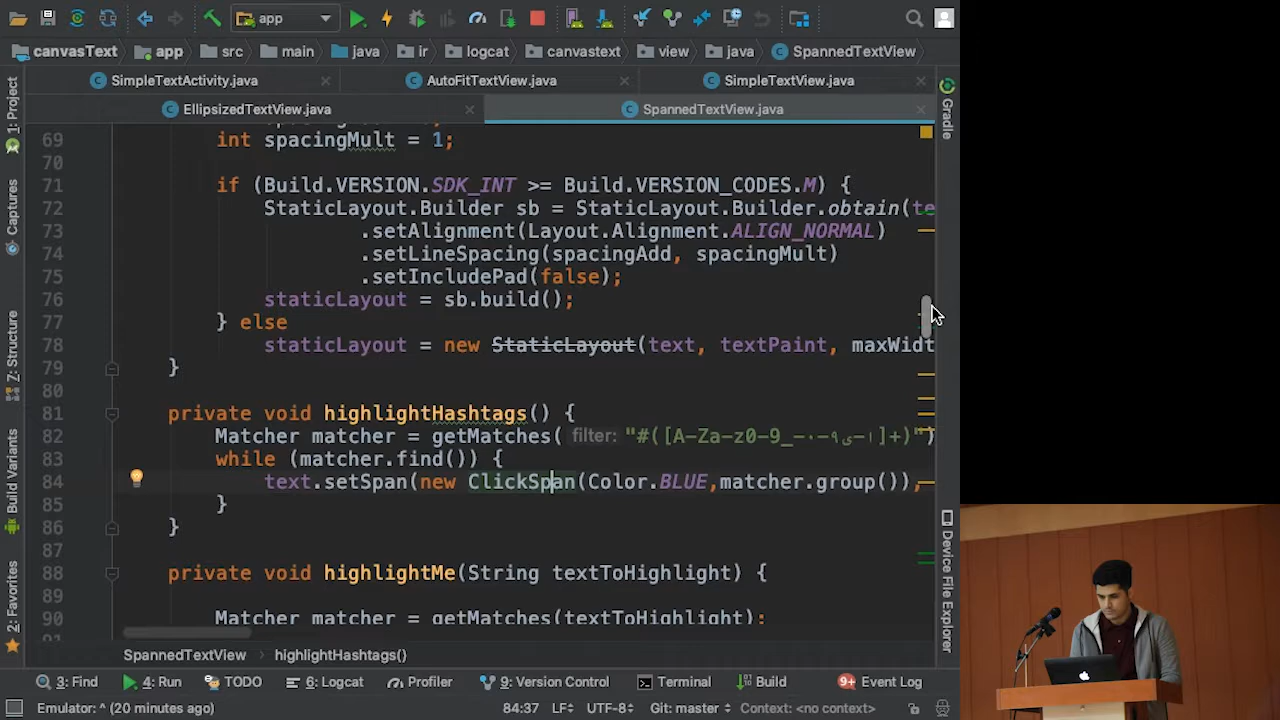 app
canvasText app src main java ir logcat canvastext view java SpannedTextView
SimpleTextActivity.java AutoFitTextView.java SimpleTextView.java
EllipsizedTextView.java SpannedTextView.java
1: Project
Captures
Z: Structure
Build Variants
2: Favorites
Gradle
Device File Explorer
69 int spacingMult = 1;
70
71 if (Build.VERSION.SDK_INT >= Build.VERSION_CODES.M) {
72 StaticLayout.Builder sb = StaticLayout.Builder.obtain(te
73 .setAlignment(Layout.Alignment.ALIGN_NORMAL)
74 .setLineSpacing(spacingAdd, spacingMult)
75 .setIncludePad(false);
76 staticLayout = sb.build();
77 } else
78 staticLayout = new StaticLayout(text, textPaint, maxWidt
79 }
80
81 private void highlightHashtags() {
82 Matcher matcher = getMatches( filter: "#([A-Za-z0-9_-۰-۹ا-ی]+)")
83 while (matcher.find()) {
84 text.setSpan(new ClickSpan(Color.BLUE,matcher.group()),
85 }
86 }
87
88 private void highlightMe(String textToHighlight) {
89
90 Matcher matcher = getMatches(textToHighlight);
91
SpannedTextView › highlightHashtags()
3: Find 4: Run TODO 6: Logcat Profiler 9: Version Control Terminal Build 9+ Event Log
Emulator: ^ (20 minutes ago) 84:37 LF UTF-8 Git: master Context: <no context>